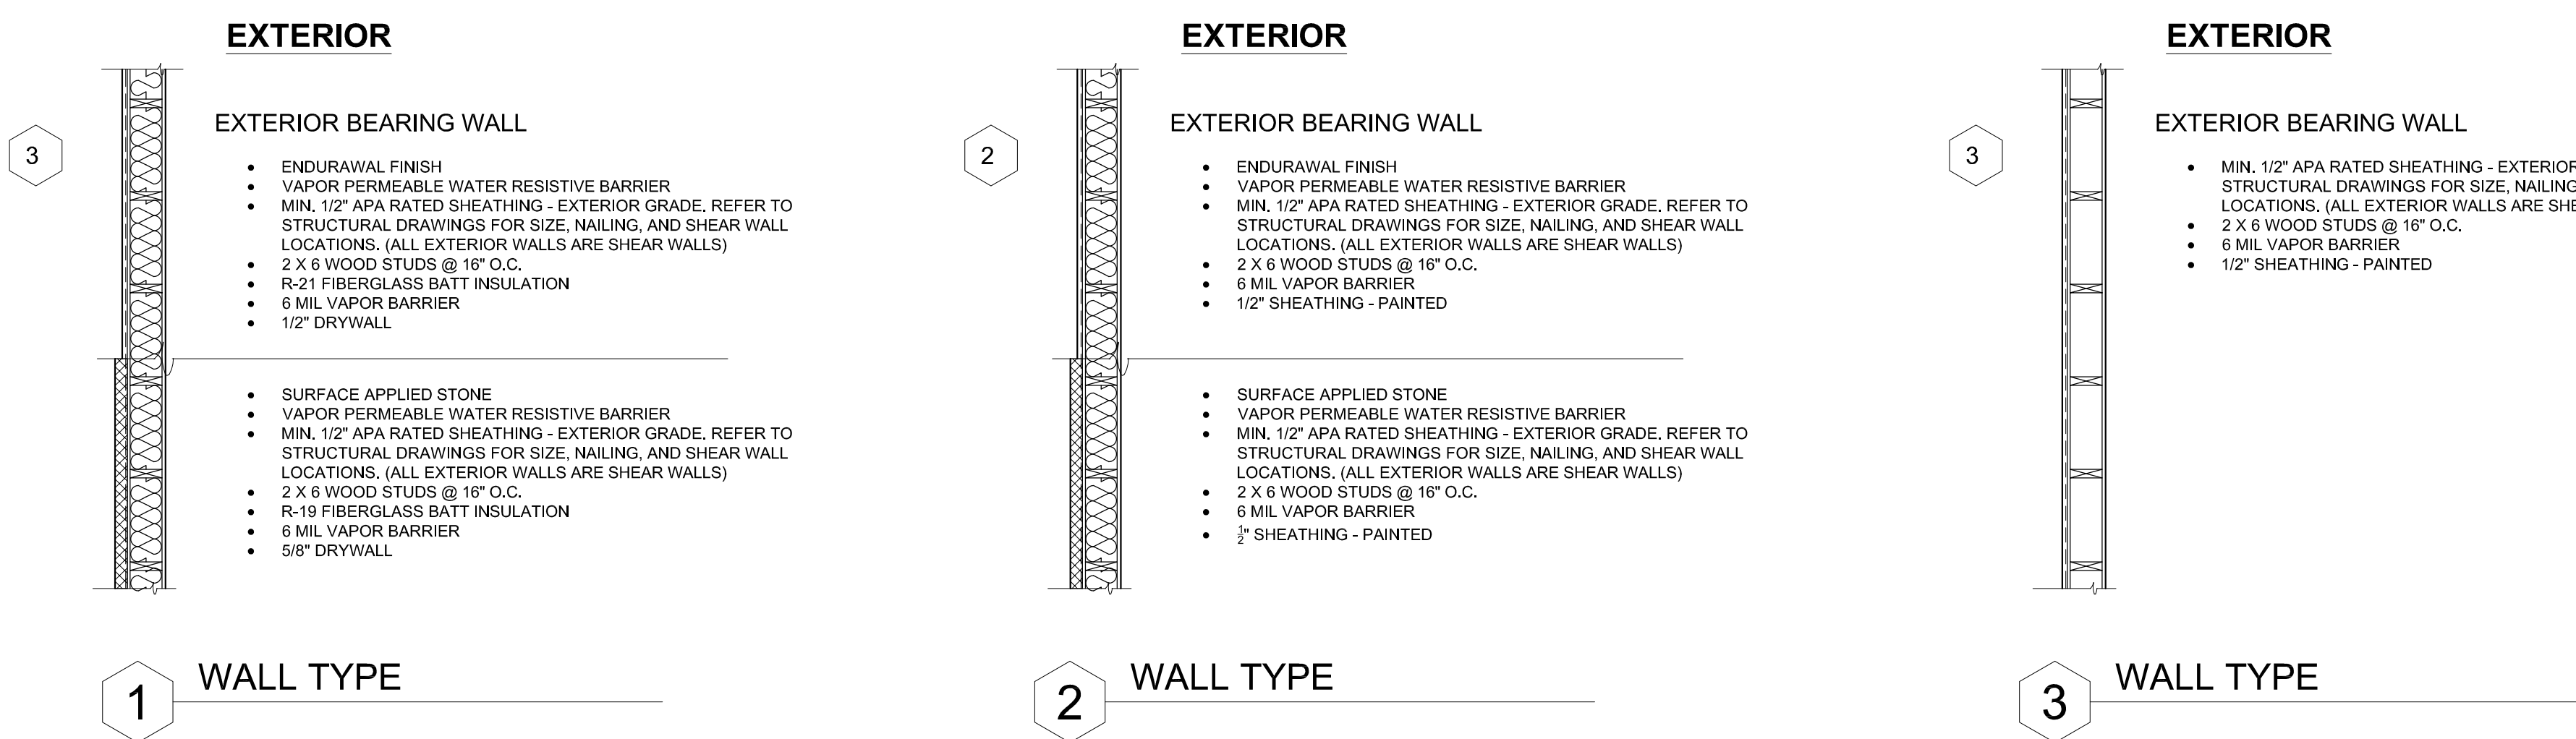 EXTERIOR
3
EXTERIOR BEARING WALL
• ENDURAWAL FINISH
• VAPOR PERMEABLE WATER RESISTIVE BARRIER
• MIN. 1/2" APA RATED SHEATHING - EXTERIOR GRADE. REFER TO
STRUCTURAL DRAWINGS FOR SIZE, NAILING, AND SHEAR WALL
LOCATIONS. (ALL EXTERIOR WALLS ARE SHEAR WALLS)
• 2 X 6 WOOD STUDS @ 16" O.C.
• R-21 FIBERGLASS BATT INSULATION
• 6 MIL VAPOR BARRIER
• 1/2" DRYWALL
• SURFACE APPLIED STONE
• VAPOR PERMEABLE WATER RESISTIVE BARRIER
• MIN. 1/2" APA RATED SHEATHING - EXTERIOR GRADE. REFER TO
STRUCTURAL DRAWINGS FOR SIZE, NAILING, AND SHEAR WALL
LOCATIONS. (ALL EXTERIOR WALLS ARE SHEAR WALLS)
• 2 X 6 WOOD STUDS @ 16" O.C.
• R-19 FIBERGLASS BATT INSULATION
• 6 MIL VAPOR BARRIER
• 5/8" DRYWALL
1 WALL TYPE
EXTERIOR
2
EXTERIOR BEARING WALL
• ENDURAWAL FINISH
• VAPOR PERMEABLE WATER RESISTIVE BARRIER
• MIN. 1/2" APA RATED SHEATHING - EXTERIOR GRADE. REFER TO
STRUCTURAL DRAWINGS FOR SIZE, NAILING, AND SHEAR WALL
LOCATIONS. (ALL EXTERIOR WALLS ARE SHEAR WALLS)
• 2 X 6 WOOD STUDS @ 16" O.C.
• 6 MIL VAPOR BARRIER
• 1/2" SHEATHING - PAINTED
• SURFACE APPLIED STONE
• VAPOR PERMEABLE WATER RESISTIVE BARRIER
• MIN. 1/2" APA RATED SHEATHING - EXTERIOR GRADE. REFER TO
STRUCTURAL DRAWINGS FOR SIZE, NAILING, AND SHEAR WALL
LOCATIONS. (ALL EXTERIOR WALLS ARE SHEAR WALLS)
• 2 X 6 WOOD STUDS @ 16" O.C.
• 6 MIL VAPOR BARRIER
• 1/2" SHEATHING - PAINTED
2 WALL TYPE
EXTERIOR
3
EXTERIOR BEARING WALL
• MIN. 1/2" APA RATED SHEATHING - EXTERIOR
STRUCTURAL DRAWINGS FOR SIZE, NAILING
LOCATIONS. (ALL EXTERIOR WALLS ARE
• 2 X 6 WOOD STUDS @ 16" O.C.
• 6 MIL VAPOR BARRIER
• 1/2" SHEATHING - PAINTED
3 WALL TYPE